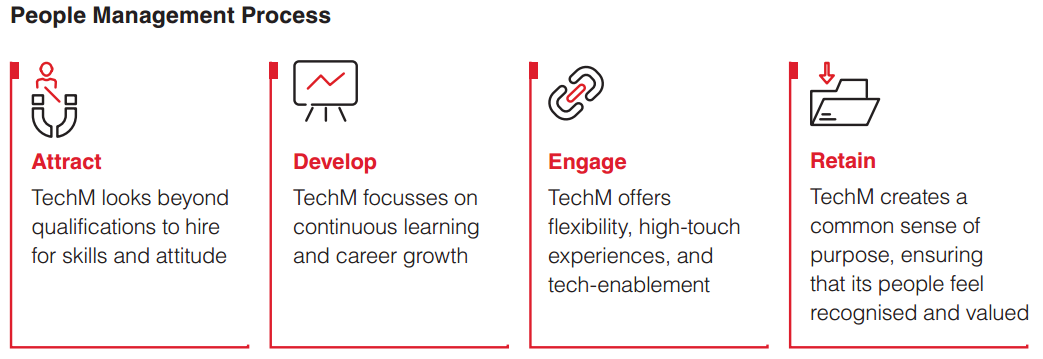 People Management Process
Attract
TechM looks beyond
qualifications to hire
for skills and attitude
Develop
TechM focusses on
continuous learning
and career growth
Engage
TechM offers
flexibility, high-touch
experiences, and
tech-enablement
Retain
TechM creates a
common sense of
purpose, ensuring
that its people feel
recognised and valued